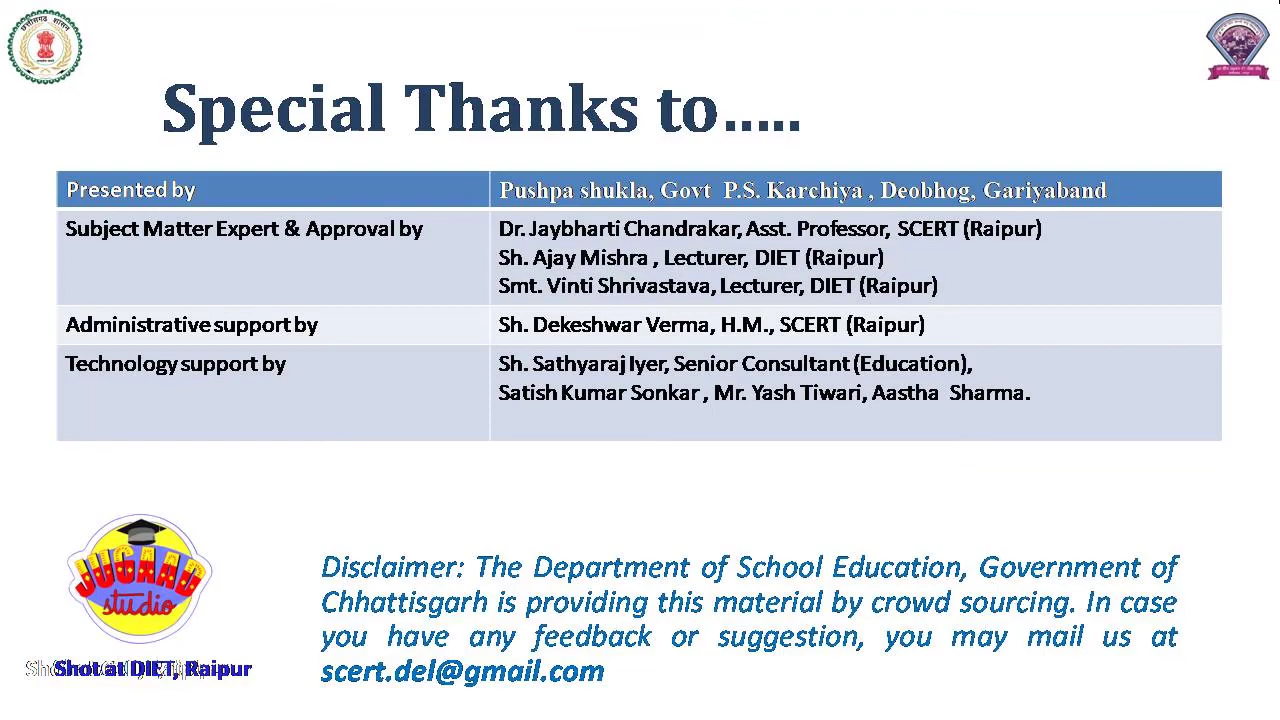 छत्तीसगढ़ शासन
Special Thanks to.....
Presented by
Pushpa shukla, Govt P.S. Karchiya , Deobhog, Gariyaband
Subject Matter Expert & Approval by
Dr. Jaybharti Chandrakar, Asst. Professor, SCERT (Raipur)
Sh. Ajay Mishra , Lecturer, DIET (Raipur)
Smt. Vinti Shrivastava, Lecturer, DIET (Raipur)
Administrative support by
Sh. Dekeshwar Verma, H.M., SCERT (Raipur)
Technology support by
Sh. Sathyaraj Iyer, Senior Consultant (Education),
Satish Kumar Sonkar , Mr. Yash Tiwari, Aastha Sharma.
JUGAAD
studio
Shot at DIET, Raipur
Disclaimer: The Department of School Education, Government of
Chhattisgarh is providing this material by crowd sourcing. In case
you have any feedback or suggestion, you may mail us at
scert.del@gmail.com